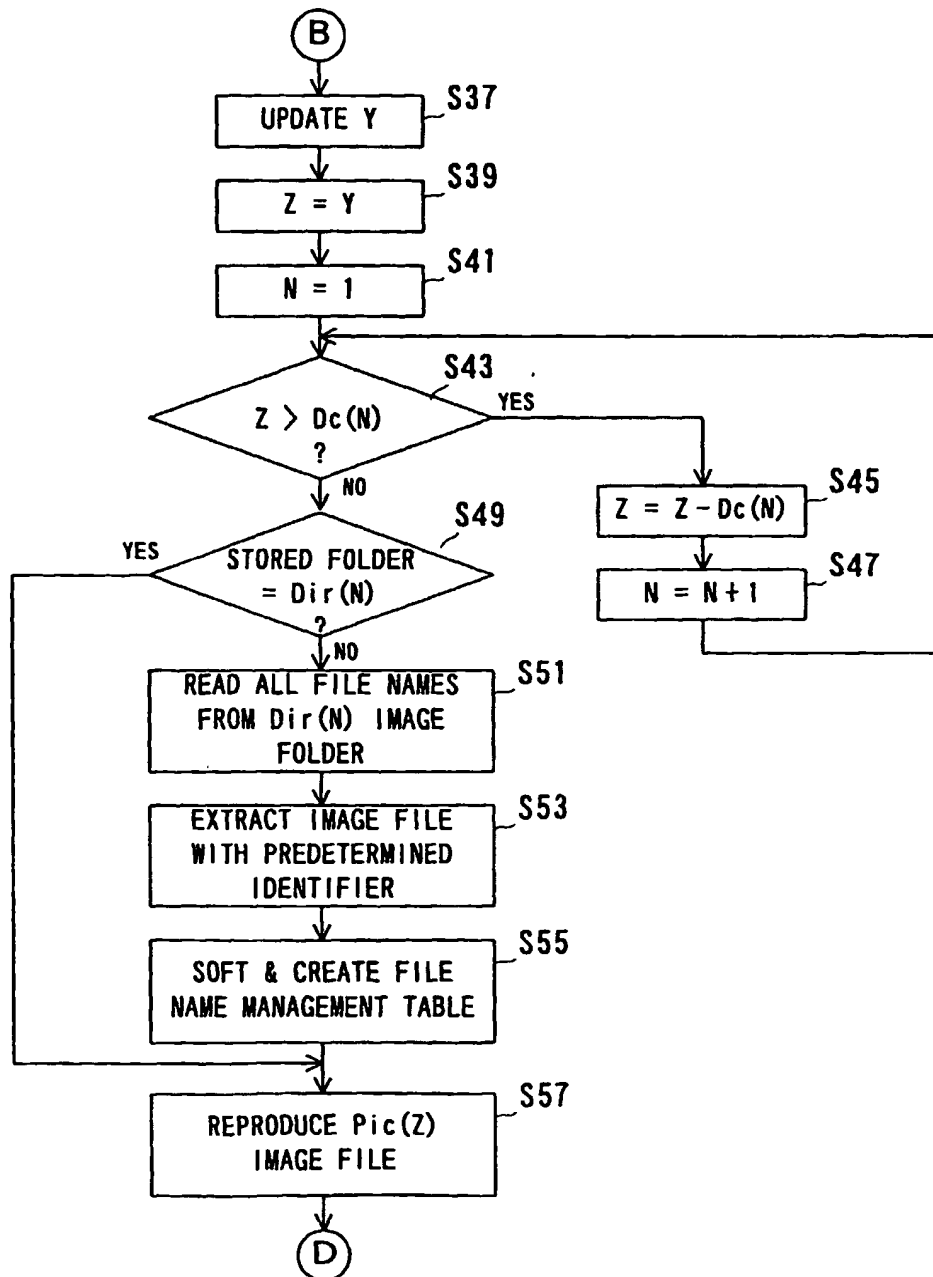 B
S37
UPDATE Y
S39
Z = Y
S41
N = 1
S43
Z > Dc(N)
?
YES
NO
S45
Z = Z-Dc(N)
S47
N = N+1
S49
YES
STORED FOLDER
= Dir(N)
?
NO
S51
READ ALL FILE NAMES
FROM Dir(N) IMAGE
FOLDER
S53
EXTRACT IMAGE FILE
WITH PREDETERMINED
IDENTIFIER
S55
SOFT & CREATE FILE
NAME MANAGEMENT TABLE
S57
REPRODUCE Pic(Z)
IMAGE FILE
D